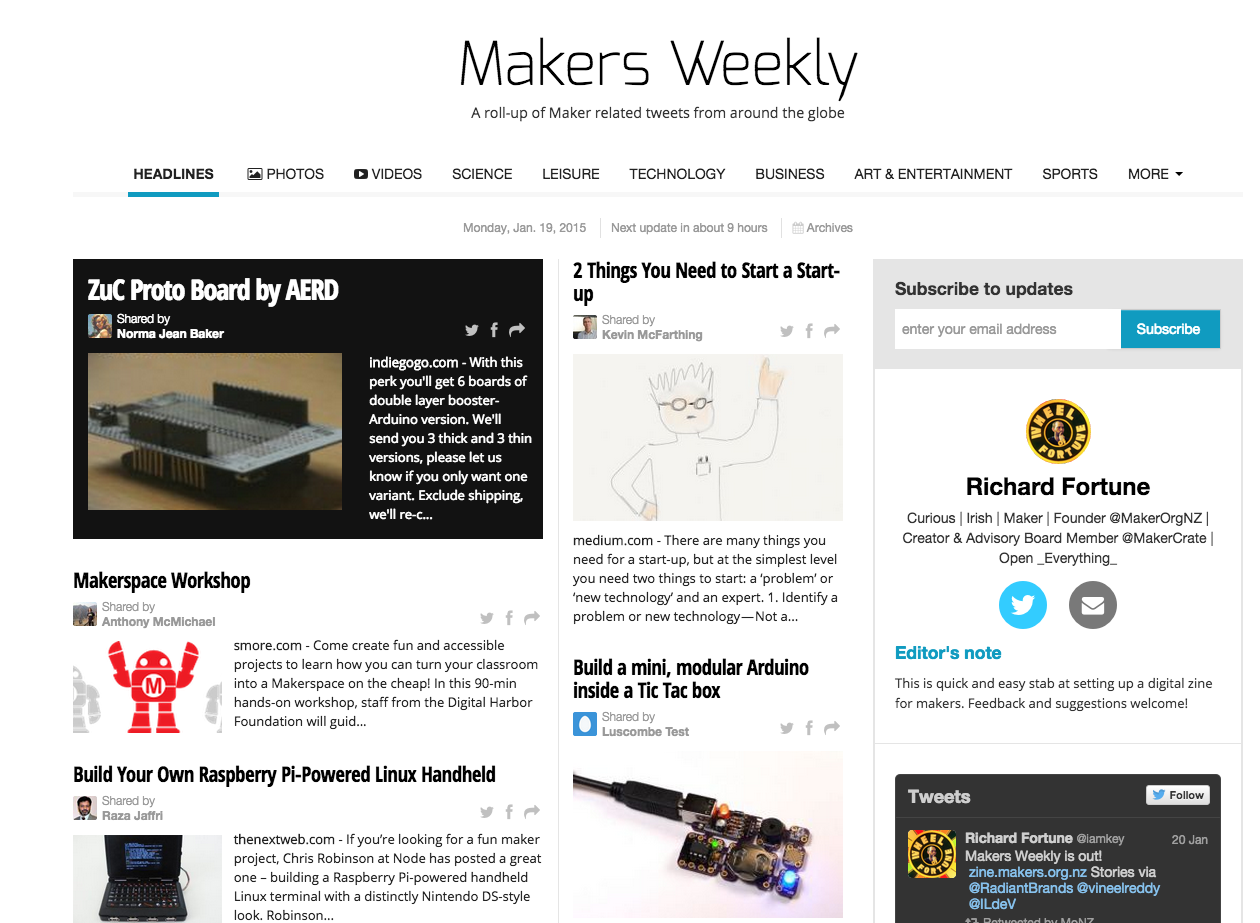 Makers Weekly
A roll-up of Maker related tweets from around the globe
HEADLINES PHOTOS VIDEOS SCIENCE LEISURE TECHNOLOGY BUSINESS ART & ENTERTAINMENT SPORTS MORE
Monday, Jan. 19, 2015 Next update in about 9 hours Archives
ZuC Proto Board by AERD
Shared by
Norma Jean Baker
indiegogo.com - With this
perk you'll get 6 boards of
double layer booster-
Arduino version. We'll
send you 3 thick and 3 thin
versions, please let us
know if you only want one
variant. Exclude shipping,
we'll re-c...
Makerspace Workshop
Shared by
Anthony McMichael
M
smore.com - Come create fun and accessible
projects to learn how you can turn your classroom
into a Makerspace on the cheap! In this 90-min
hands-on workshop, staff from the Digital Harbor
Foundation will guid...
Build Your Own Raspberry Pi-Powered Linux Handheld
Shared by
Raza Jaffri
thenextweb.com - If you’re looking for a fun maker
project, Chris Robinson at Node has posted a great
one – building a Raspberry Pi-powered handheld
Linux terminal with a distinctly Nintendo DS-style
look. Robinson...
2 Things You Need to Start a Start-
up
Shared by
Kevin McFarthing
medium.com - There are many things you
need for a start-up, but at the simplest level
you need two things to start: a ‘problem’ or
‘new technology’ and an expert. 1. Identify a
problem or new technology—Not a...
Build a mini, modular Arduino
inside a Tic Tac box
Shared by
Luscombe Test
Subscribe to updates
enter your email address
Subscribe
WHEEL
FORTUNE
Richard Fortune
Curious | Irish | Maker | Founder @MakerOrgNZ |
Creator & Advisory Board Member @MakerCrate |
Open _Everything_
Editor's note
This is quick and easy stab at setting up a digital zine
for makers. Feedback and suggestions welcome!
Tweets
Follow
Richard Fortune @iamkey 20 Jan
Makers Weekly is out!
zine.makers.org.nz Stories via
@RadiantBrands @vineelreddy
@ILdeV
Retweeted by MoNZ